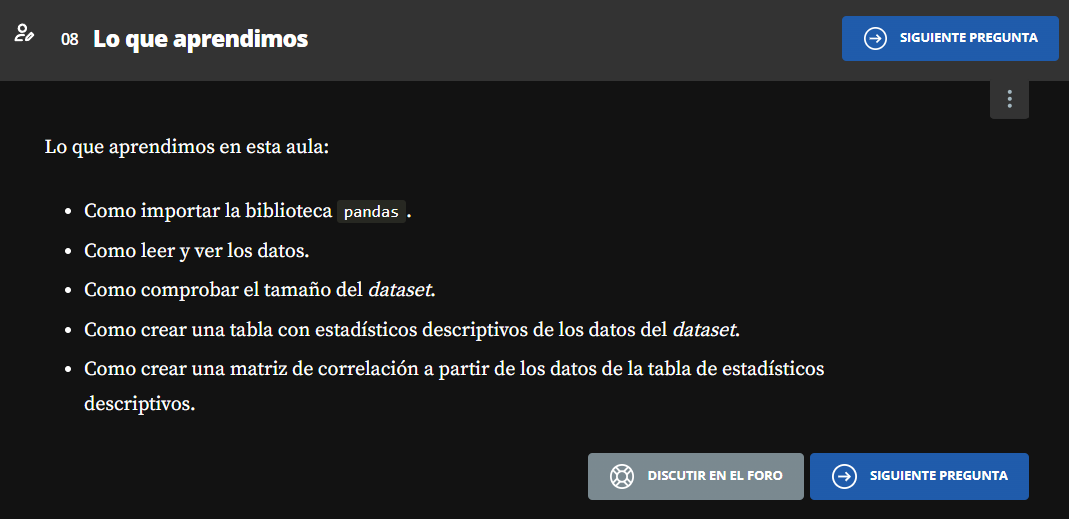 08 Lo que aprendimos
SIGUIENTE PREGUNTA
Lo que aprendimos en esta aula:
• Como importar la biblioteca pandas.
• Como leer y ver los datos.
• Como comprobar el tamaño del dataset.
• Como crear una tabla con estadísticos descriptivos de los datos del dataset.
• Como crear una matriz de correlación a partir de los datos de la tabla de estadísticos
descriptivos.
DISCUTIR EN EL FORO
SIGUIENTE PREGUNTA